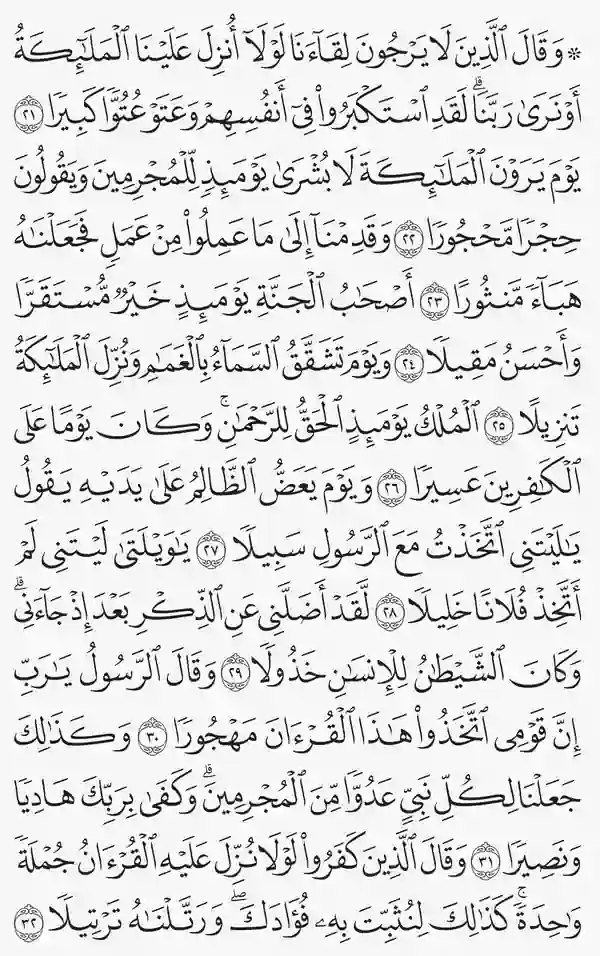 ۞ وَقَالَ ٱلَّذِينَ لَا يَرْجُونَ لِقَآءَنَا لَوْلَآ أُنزِلَ عَلَيْنَا ٱلْمَلَـٰٓئِكَةُ
أَوْ نَرَىٰ رَبَّنَا ۗ لَقَدِ ٱسْتَكْبَرُوا۟ فِىٓ أَنفُسِهِمْ وَعَتَوْ عُتُوًّا كَبِيرًا ٢١
يَوْمَ يَرَوْنَ ٱلْمَلَـٰٓئِكَةَ لَا بُشْرَىٰ يَوْمَئِذٍ لِّلْمُجْرِمِينَ وَيَقُولُونَ
حِجْرًا مَّحْجُورًا ٢٢ وَقَدِمْنَآ إِلَىٰ مَا عَمِلُوا۟ مِنْ عَمَلٍ فَجَعَلْنَـٰهُ
هَبَآءً مَّنثُورًا ٢٣ أَصْحَـٰبُ ٱلْجَنَّةِ يَوْمَئِذٍ خَيْرٌ مُّسْتَقَرًّا
وَأَحْسَنُ مَقِيلًا ٢٤ وَيَوْمَ تَشَقَّقُ ٱلسَّمَآءُ بِٱلْغَمَـٰمِ وَنُزِّلَ ٱلْمَلَـٰٓئِكَةُ
تَنزِيلًا ٢٥ ٱلْمُلْكُ يَوْمَئِذٍ ٱلْحَقُّ لِلرَّحْمَـٰنِ ۚ وَكَانَ يَوْمًا عَلَى
ٱلْكَـٰفِرِينَ عَسِيرًا ٢٦ وَيَوْمَ يَعَضُّ ٱلظَّالِمُ عَلَىٰ يَدَيْهِ يَقُولُ
يَـٰلَيْتَنِى ٱتَّخَذْتُ مَعَ ٱلرَّسُولِ سَبِيلًا ٢٧ يَـٰوَيْلَتَىٰ لَيْتَنِى لَمْ
أَتَّخِذْ فُلَانًا خَلِيلًا ٢٨ لَّقَدْ أَضَلَّنِى عَنِ ٱلذِّكْرِ بَعْدَ إِذْ جَآءَنِى ۗ
وَكَانَ ٱلشَّيْطَـٰنُ لِلْإِنسَـٰنِ خَذُولًا ٢٩ وَقَالَ ٱلرَّسُولُ يَـٰرَبِّ
إِنَّ قَوْمِى ٱتَّخَذُوا۟ هَـٰذَا ٱلْقُرْءَانَ مَهْجُورًا ٣٠ وَكَذَٰلِكَ
جَعَلْنَا لِكُلِّ نَبِىٍّ عَدُوًّا مِّنَ ٱلْمُجْرِمِينَ ۗ وَكَفَىٰ بِرَبِّكَ هَادِيًا
وَنَصِيرًا ٣١ وَقَالَ ٱلَّذِينَ كَفَرُوا۟ لَوْلَا نُزِّلَ عَلَيْهِ ٱلْقُرْءَانُ جُمْلَةً
وَٰحِدَةً ۚ كَذَٰلِكَ لِنُثَبِّتَ بِهِۦ فُؤَادَكَ ۖ وَرَتَّلْنَـٰهُ تَرْتِيلًا ٣٢